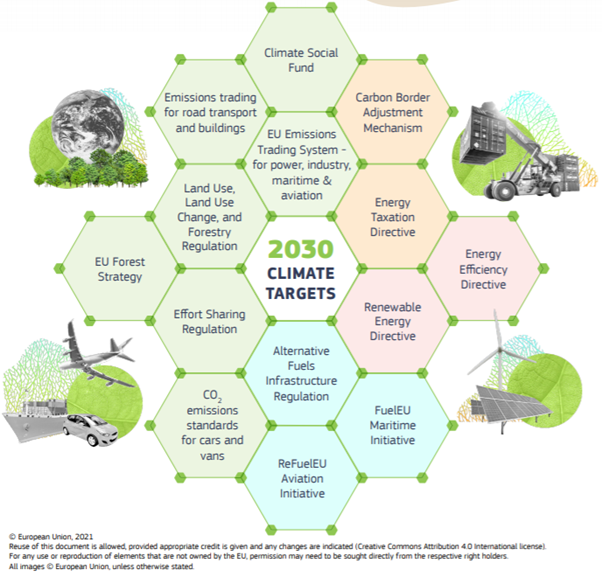 Climate Social
Fund
Emissions trading
for road transport
and buildings
Carbon Border
Adjustment
Mechanism
EU Emissions
Trading System -
for power, industry,
maritime &
aviation
Land Use,
Land Use
Change, and
Forestry
Regulation
Energy
Taxation
Directive
2030
CLIMATE
TARGETS
EU Forest
Strategy
Energy
Efficiency
Directive
Effort Sharing
Regulation
Renewable
Energy
Directive
Alternative
Fuels
Infrastructure
Regulation
CO₂
emissions
standards
for cars and
vans
FuelEU
Maritime
Initiative
ReFuelEU
Aviation
Initiative
© European Union, 2021
Reuse of this document is allowed, provided appropriate credit is given and any changes are indicated (Creative Commons Attribution 4.0 International license).
For any use or reproduction of elements that are not owned by the EU, permission may need to be sought directly from the respective right holders.
All images © European Union, unless otherwise stated.